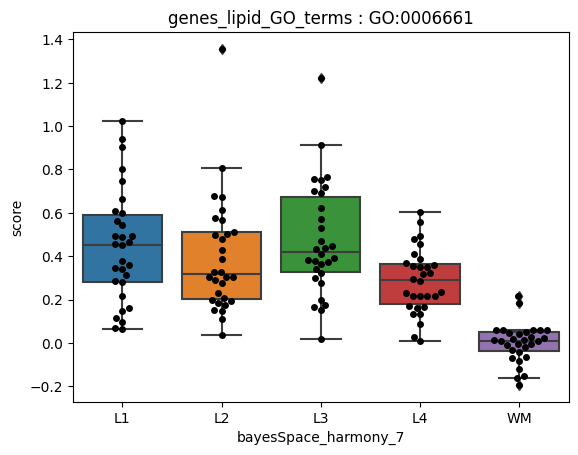 genes_lipid_GO_terms : GO:0006661
1.4
1.2
1.0
0.8
0.6
0.4
0.2
0.0
−0.2
score
L1 L2 L3 L4 WM
bayesSpace_harmony_7